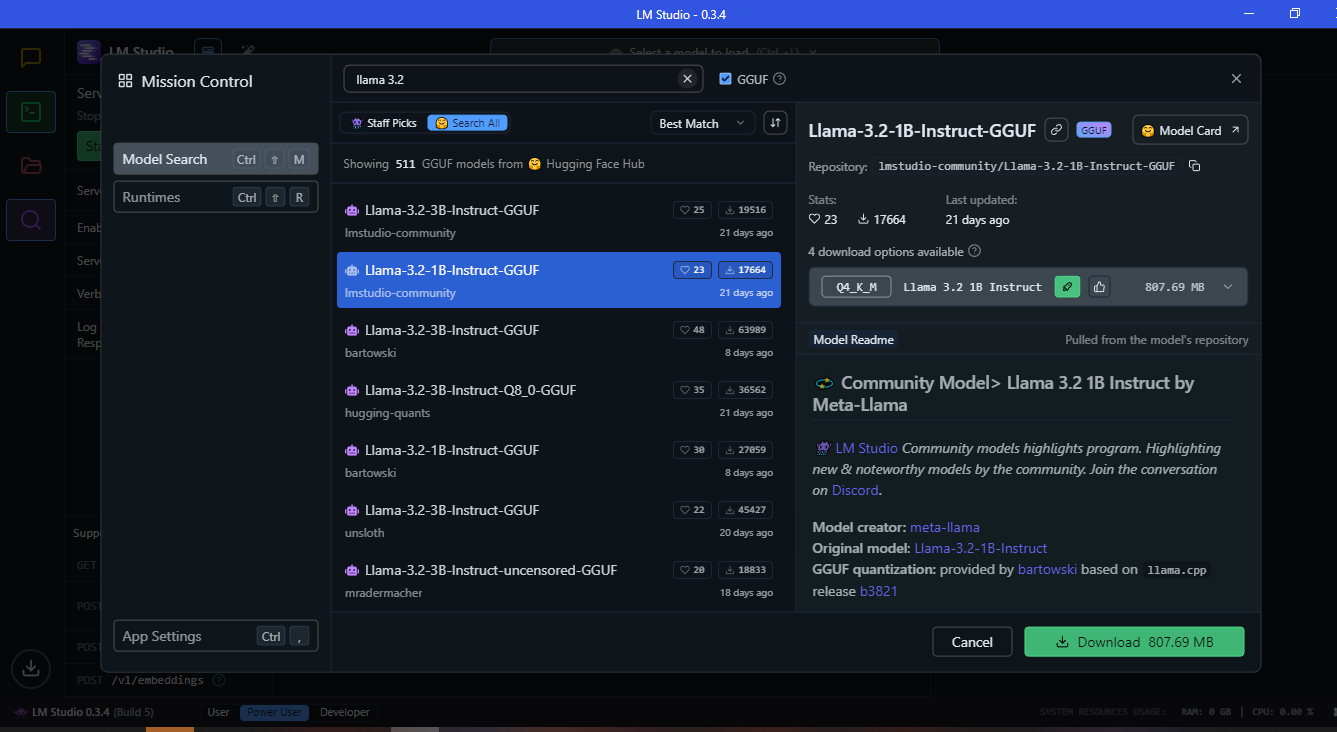 LM Studio - 0.3.4
LM Studio
Select a model to load (Ctrl + L)
Mission Control
llama 3.2
GGUF
Model Search Ctrl ⇧ M
Runtimes Ctrl ⇧ R
App Settings Ctrl ,
Staff Picks
Search All
Best Match
Showing 511 GGUF models from 🤗 Hugging Face Hub
Llama-3.2-3B-Instruct-GGUF 25 19516
lmstudio-community 21 days ago
Llama-3.2-1B-Instruct-GGUF 23 17664
lmstudio-community 21 days ago
Llama-3.2-3B-Instruct-GGUF 48 63989
bartowski 8 days ago
Llama-3.2-3B-Instruct-Q8_0-GGUF 35 36562
hugging-quants 21 days ago
Llama-3.2-1B-Instruct-GGUF 30 27059
bartowski 8 days ago
Llama-3.2-3B-Instruct-GGUF 22 45427
unsloth 20 days ago
Llama-3.2-3B-Instruct-uncensored-GGUF 20 18833
mradermacher 18 days ago
Llama-3.2-1B-Instruct-GGUF GGUF
Model Card
Repository: lmstudio-community/Llama-3.2-1B-Instruct-GGUF
Stats: Last updated:
23 17664 21 days ago
4 download options available
Q4_K_M Llama 3.2 1B Instruct 807.69 MB
Model Readme Pulled from the model's repository
Community Model> Llama 3.2 1B Instruct by
Meta-Llama
LM Studio Community models highlights program. Highlighting
new & noteworthy models by the community. Join the conversation
on Discord.
Model creator: meta-llama
Original model: Llama-3.2-1B-Instruct
GGUF quantization: provided by bartowski based on llama.cpp
release b3821
Cancel
Download 807.69 MB
Serv
Stop
Sta
Serv
Enab
Serv
Verb
Log
Resp
Supp
GET
POST
POST
POST
POST /v1/embeddings
LM Studio 0.3.4 (Build 5)
User
Power User
Developer
SYSTEM RESOURCES USAGE: RAM: 0 GB | CPU: 0.00 %